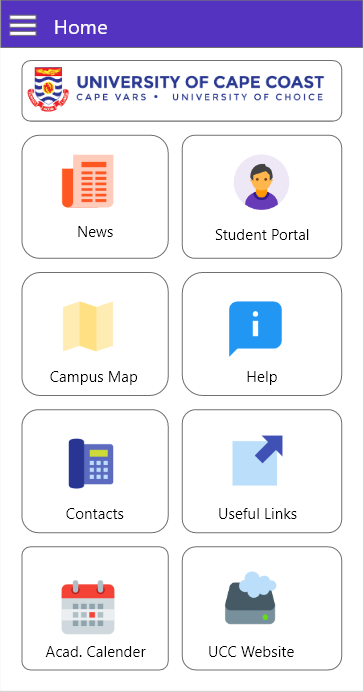 Home
UNIVERSITY OF CAPE COAST
CAPE VARS • UNIVERSITY OF CHOICE
News
Student Portal
Campus Map
Help
Contacts
Useful Links
Acad. Calender
UCC Website